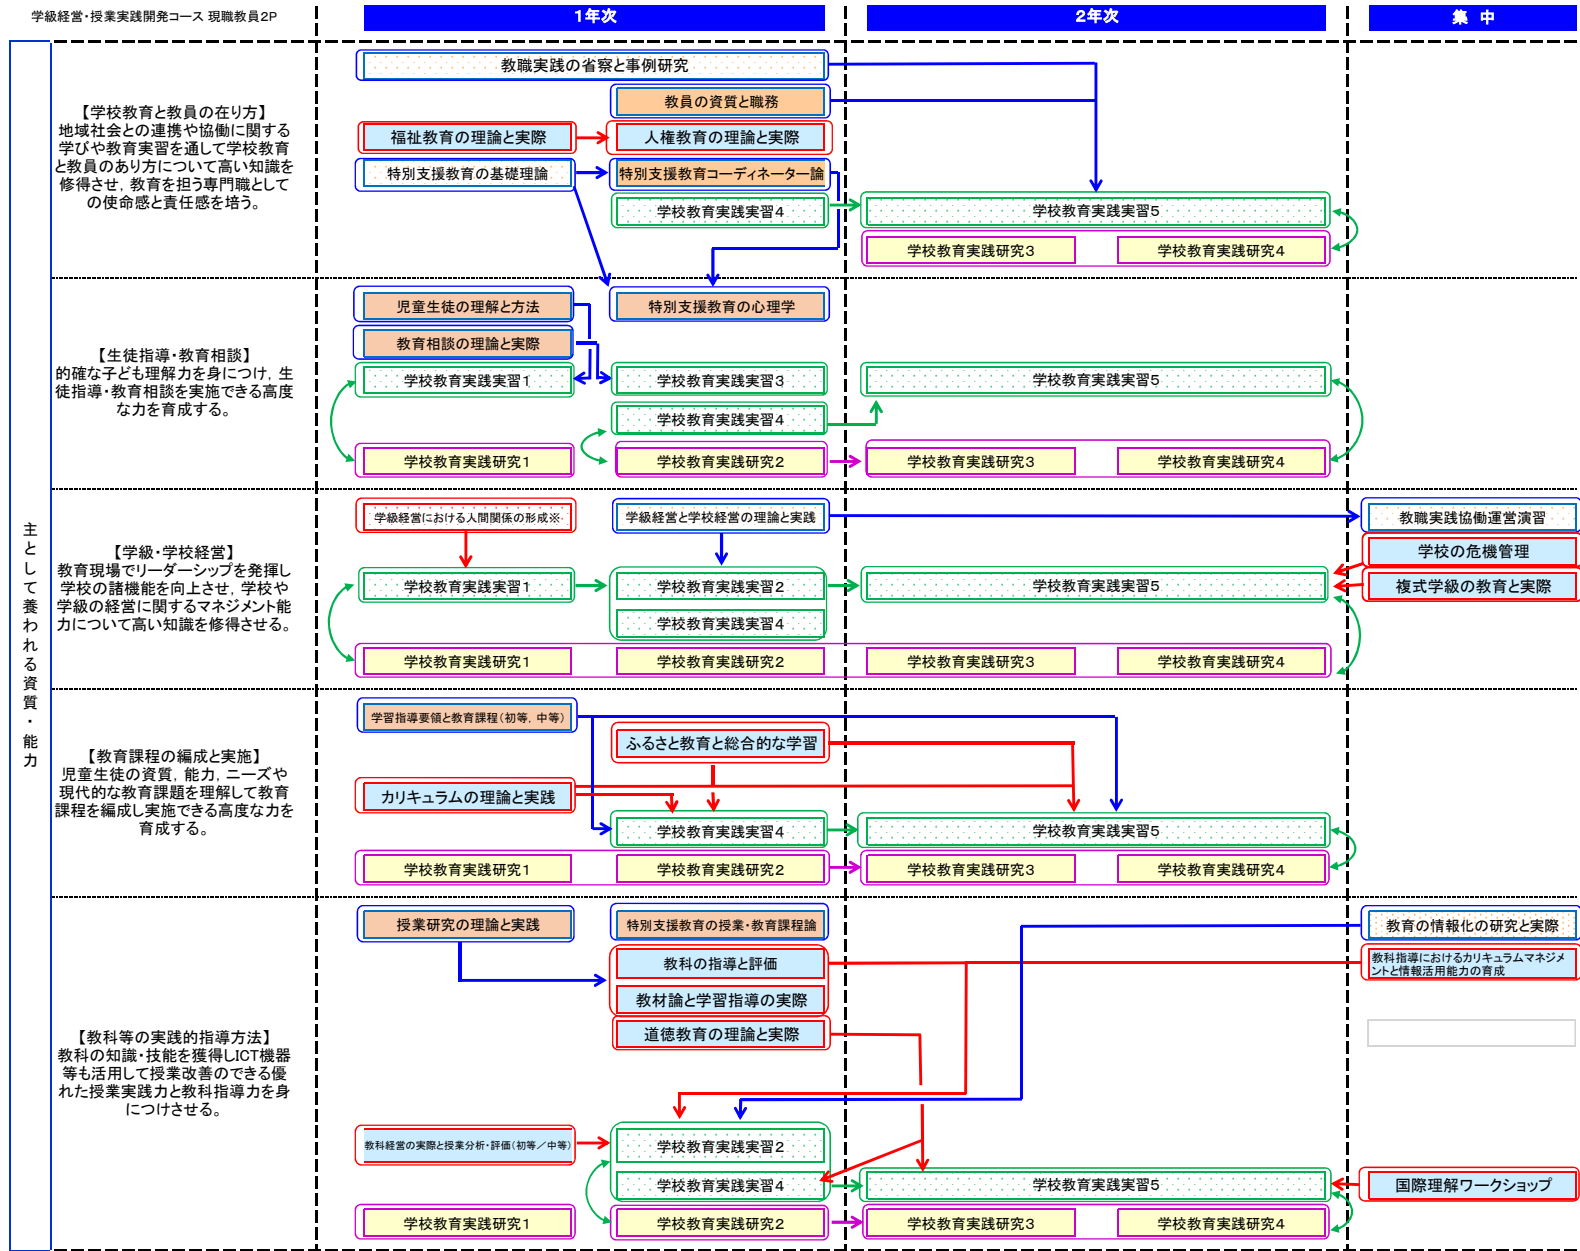 学級経営・授業実践開発コース 現職教員2P
1年次
2年次
集 中
主として養われる資質・能力
【学校教育と教員の在り方】
地域社会との連携や協働に関する
学びや教育実習を通して学校教育
と教員のあり方について高い知識を
修得させ，教育を担う専門職として
の使命感と責任感を培う。
教職実践の省察と事例研究
教員の資質と職務
福祉教育の理論と実際
人権教育の理論と実際
特別支援教育の基礎理論
特別支援教育コーディネーター論
学校教育実践実習4
学校教育実践実習5
学校教育実践研究3
学校教育実践研究4
【生徒指導・教育相談】
的確な子ども理解力を身につけ，生
徒指導・教育相談を実施できる高度
な力を育成する。
児童生徒の理解と方法
特別支援教育の心理学
教育相談の理論と実際
学校教育実践実習1
学校教育実践実習3
学校教育実践実習5
学校教育実践実習4
学校教育実践研究1
学校教育実践研究2
学校教育実践研究3
学校教育実践研究4
【学級・学校経営】
教育現場でリーダーシップを発揮し
学校の諸機能を向上させ，学校や
学級の経営に関するマネジメント能
力について高い知識を修得させる。
学級経営における人間関係の形成※
学級経営と学校経営の理論と実践
教職実践協働運営演習
学校の危機管理
学校教育実践実習1
学校教育実践実習2
学校教育実践実習5
複式学級の教育と実際
学校教育実践実習4
学校教育実践研究1
学校教育実践研究2
学校教育実践研究3
学校教育実践研究4
【教育課程の編成と実施】
児童生徒の資質，能力，ニーズや
現代的な教育課題を理解して教育
課程を編成し実施できる高度な力を
育成する。
学習指導要領と教育課程（初等，中等）
ふるさと教育と総合的な学習
カリキュラムの理論と実践
学校教育実践実習4
学校教育実践実習5
学校教育実践研究1
学校教育実践研究2
学校教育実践研究3
学校教育実践研究4
【教科等の実践的指導方法】
教科の知識・技能を獲得しICT機器
等も活用して授業改善のできる優
れた授業実践力と教科指導力を身
につけさせる。
授業研究の理論と実践
特別支援教育の授業・教育課程論
教育の情報化の研究と実際
教科の指導と評価
教科指導におけるカリキュラムマネジメ
ントと情報活用能力の育成
教材論と学習指導の実際
道徳教育の理論と実際
教科経営の実際と授業分析・評価（初等／中等）
学校教育実践実習2
学校教育実践実習4
学校教育実践実習5
国際理解ワークショップ
学校教育実践研究1
学校教育実践研究2
学校教育実践研究3
学校教育実践研究4